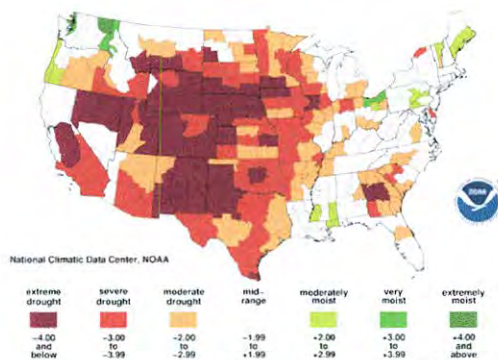 NOAA
National Climatic Data Center, NOAA
extreme drought
severe drought
moderate drought
mid-range
moderately moist
very moist
extremely moist
−4.00 and below
−3.00 to −3.99
−2.00 to −2.99
−1.99 to +1.99
+2.00 to +2.99
+3.00 to +3.99
+4.00 and above